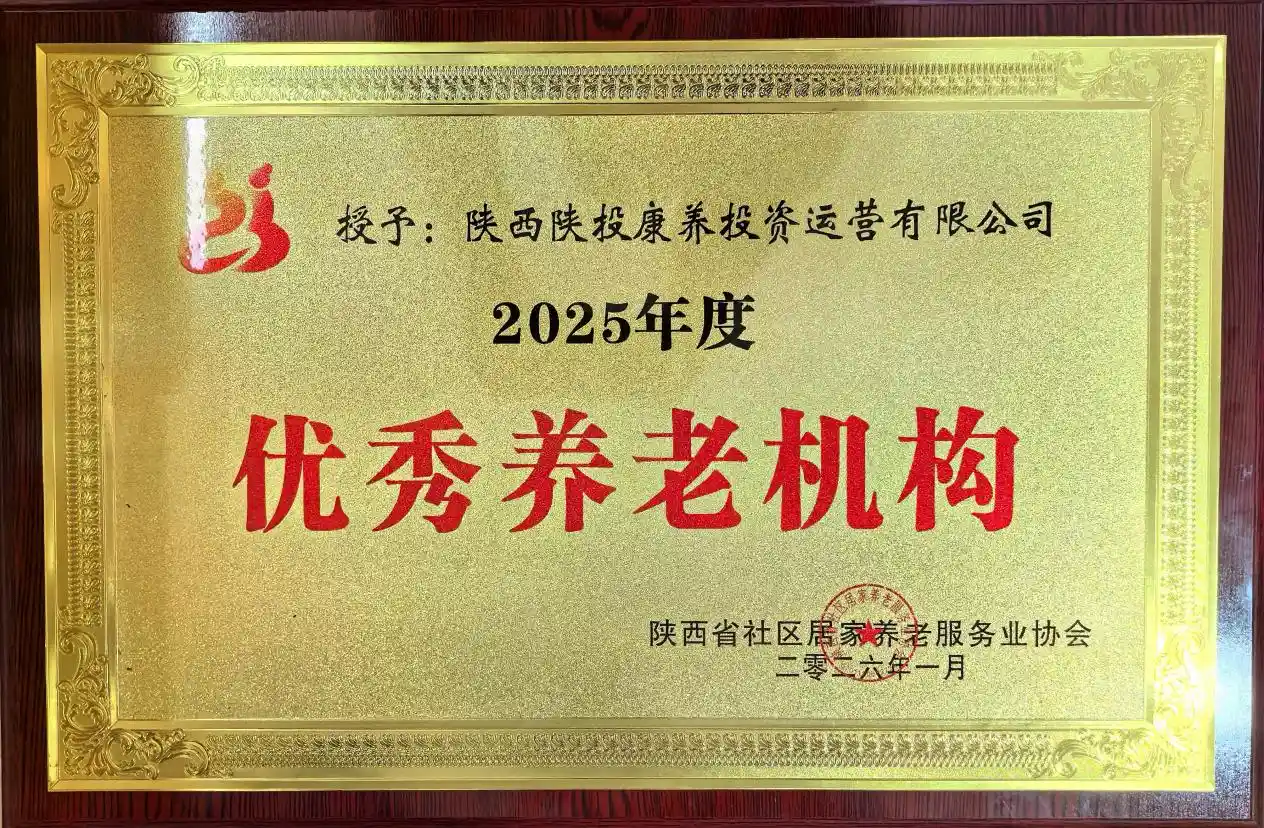 授予：陕西陕投康养投资运营有限公司
2025年度
优秀养老机构
陕西省社区居家养老服务业协会
二零二六年一月